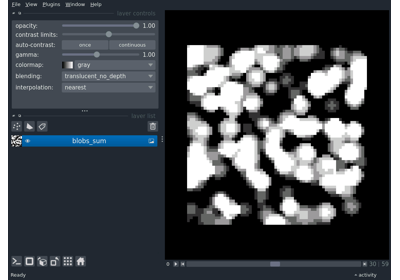 File View Plugins Window Help
layer controls
opacity: 1.00
contrast limits:
auto-contrast: once continuous
gamma: 1.00
colormap: gray
blending: translucent_no_depth
interpolation: nearest
layer list
blobs_sum
30 59
Ready activity